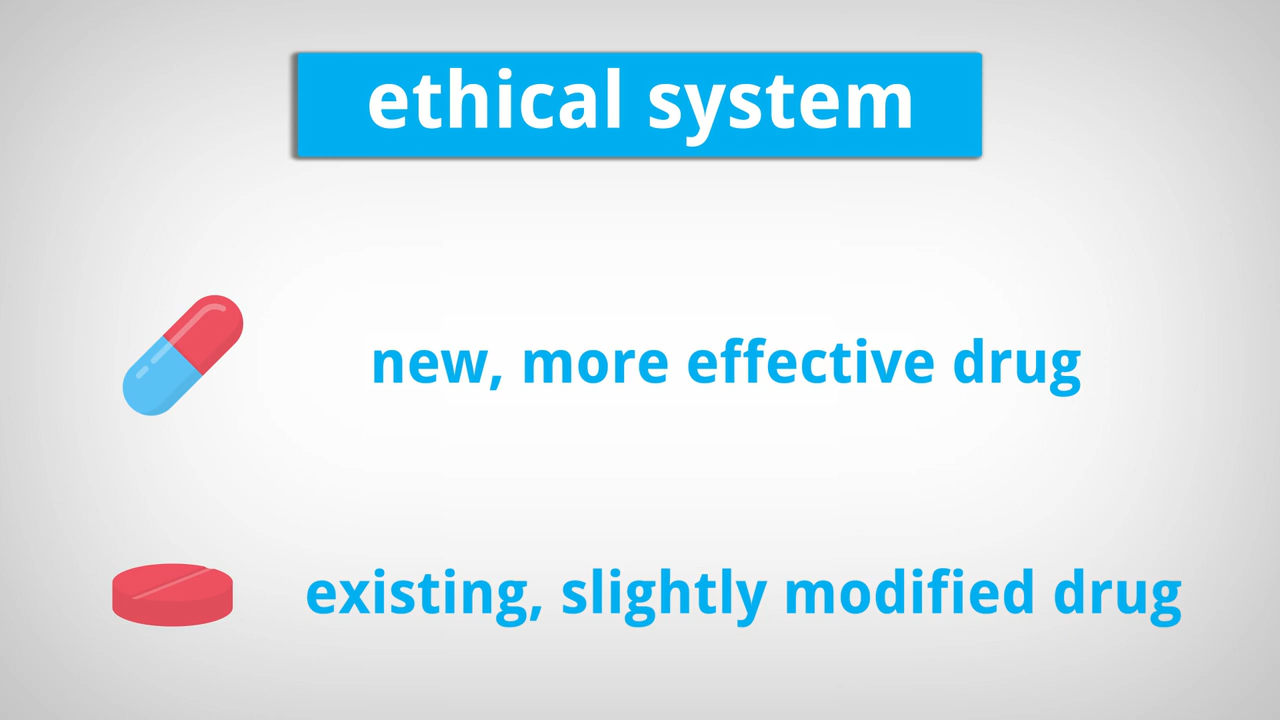 ethical system
new, more effective drug
existing, slightly modified drug